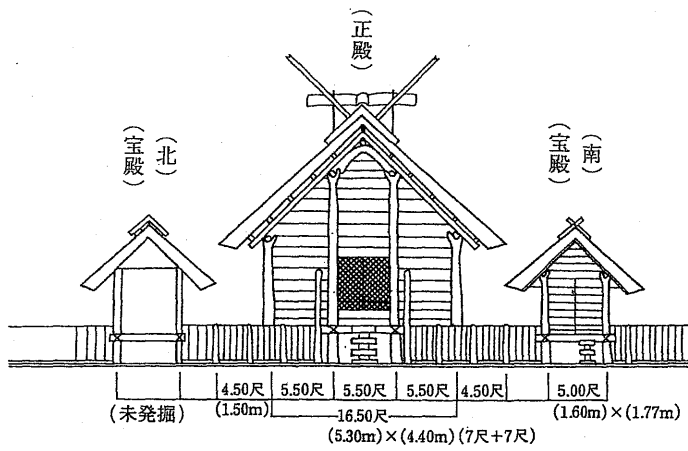 （正殿）
（北）
（宝殿）
（南）
（宝殿）
4.50尺 5.50尺 5.50尺 5.50尺 4.50尺 5.00尺
（未発掘） (1.50m) 16.50尺 (1.60m)×(1.77m)
(5.30m)×(4.40m)(7尺+7尺)